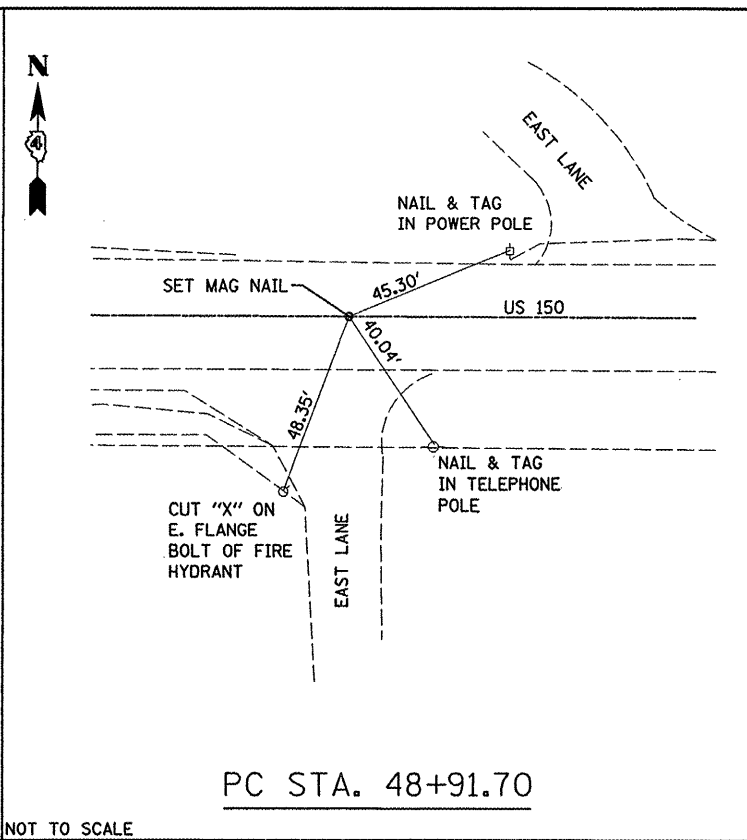 N
4
EAST LANE
NAIL & TAG
IN POWER POLE
SET MAG NAIL
45.30'
US 150
40.04'
48.35'
NAIL & TAG
IN TELEPHONE
POLE
CUT "X" ON
E. FLANGE
BOLT OF FIRE
HYDRANT
EAST LANE
PC STA. 48+91.70
NOT TO SCALE